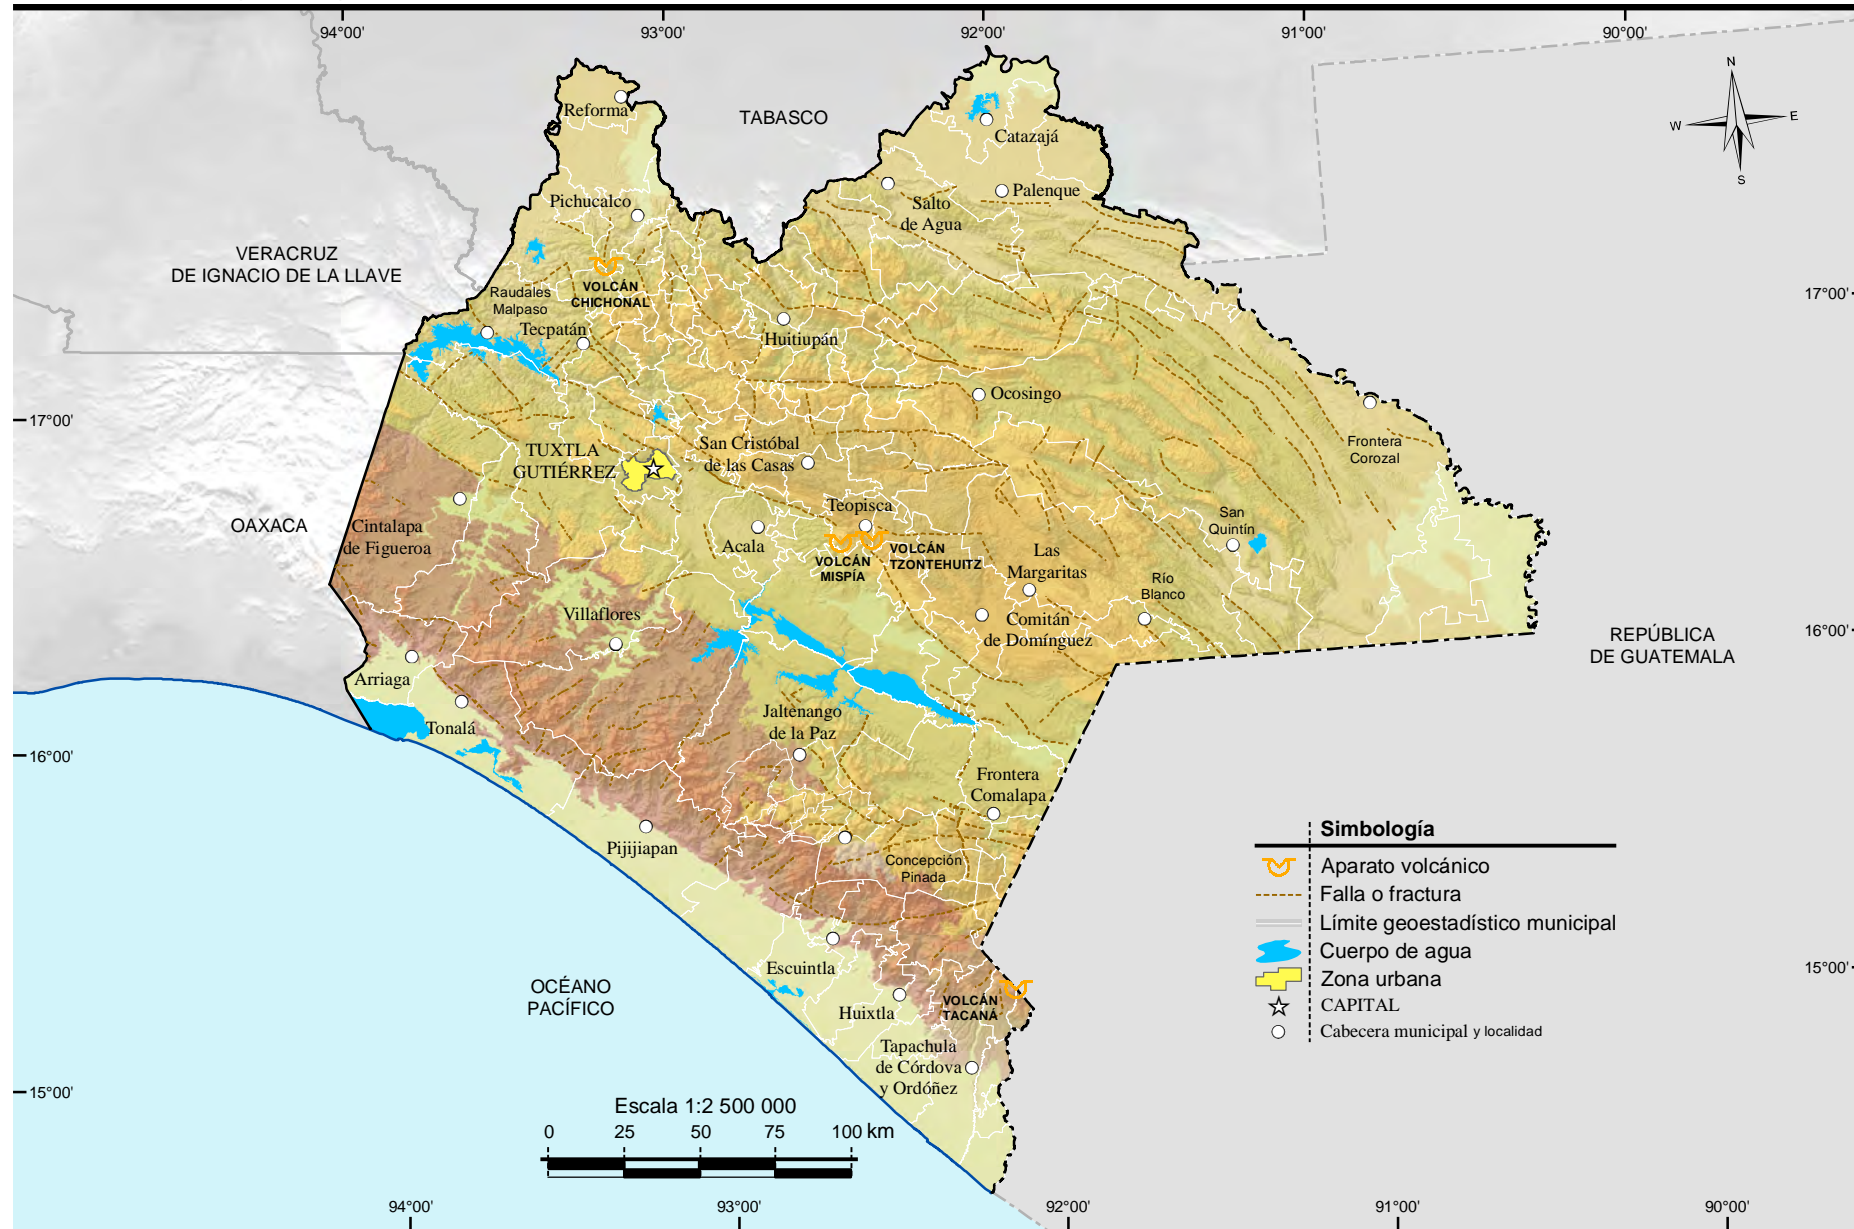 94°00'
93°00'
92°00'
91°00'
90°00'
N
W
E
S
Reforma
TABASCO
Catazajá
Palenque
Pichucalco
Salto
de Agua
VERACRUZ
DE IGNACIO DE LA LLAVE
Raudales
Malpaso
VOLCÁN
CHICHONAL
17°00'
Tecpatán
Huitiupán
Ocosingo
17°00'
TUXTLA
GUTIÉRREZ
San Cristóbal
de las Casas
Frontera
Corozal
OAXACA
Cintalapa
de Figueroa
Teopisca
San
Quintín
Acala
VOLCÁN
MISPÍA
VOLCÁN
TZONTEHUITZ
Las
Margaritas
Río
Blanco
Villaflores
Comitán
de Domínguez
16°00'
REPÚBLICA
DE GUATEMALA
Arriaga
Tonalá
Jaltenango
de la Paz
16°00'
Frontera
Comalapa
Pijijiapan
Concepción
Pinada
Simbología
Aparato volcánico
Falla o fractura
Límite geoestadístico municipal
Cuerpo de agua
Zona urbana
CAPITAL
Cabecera municipal y localidad
Escuintla
15°00'
OCÉANO
PACÍFICO
Huixtla
VOLCÁN
TACANÁ
Tapachula
de Córdova
y Ordóñez
15°00'
Escala 1:2 500 000
0
25
50
75
100 km
94°00'
93°00'
92°00'
91°00'
90°00'